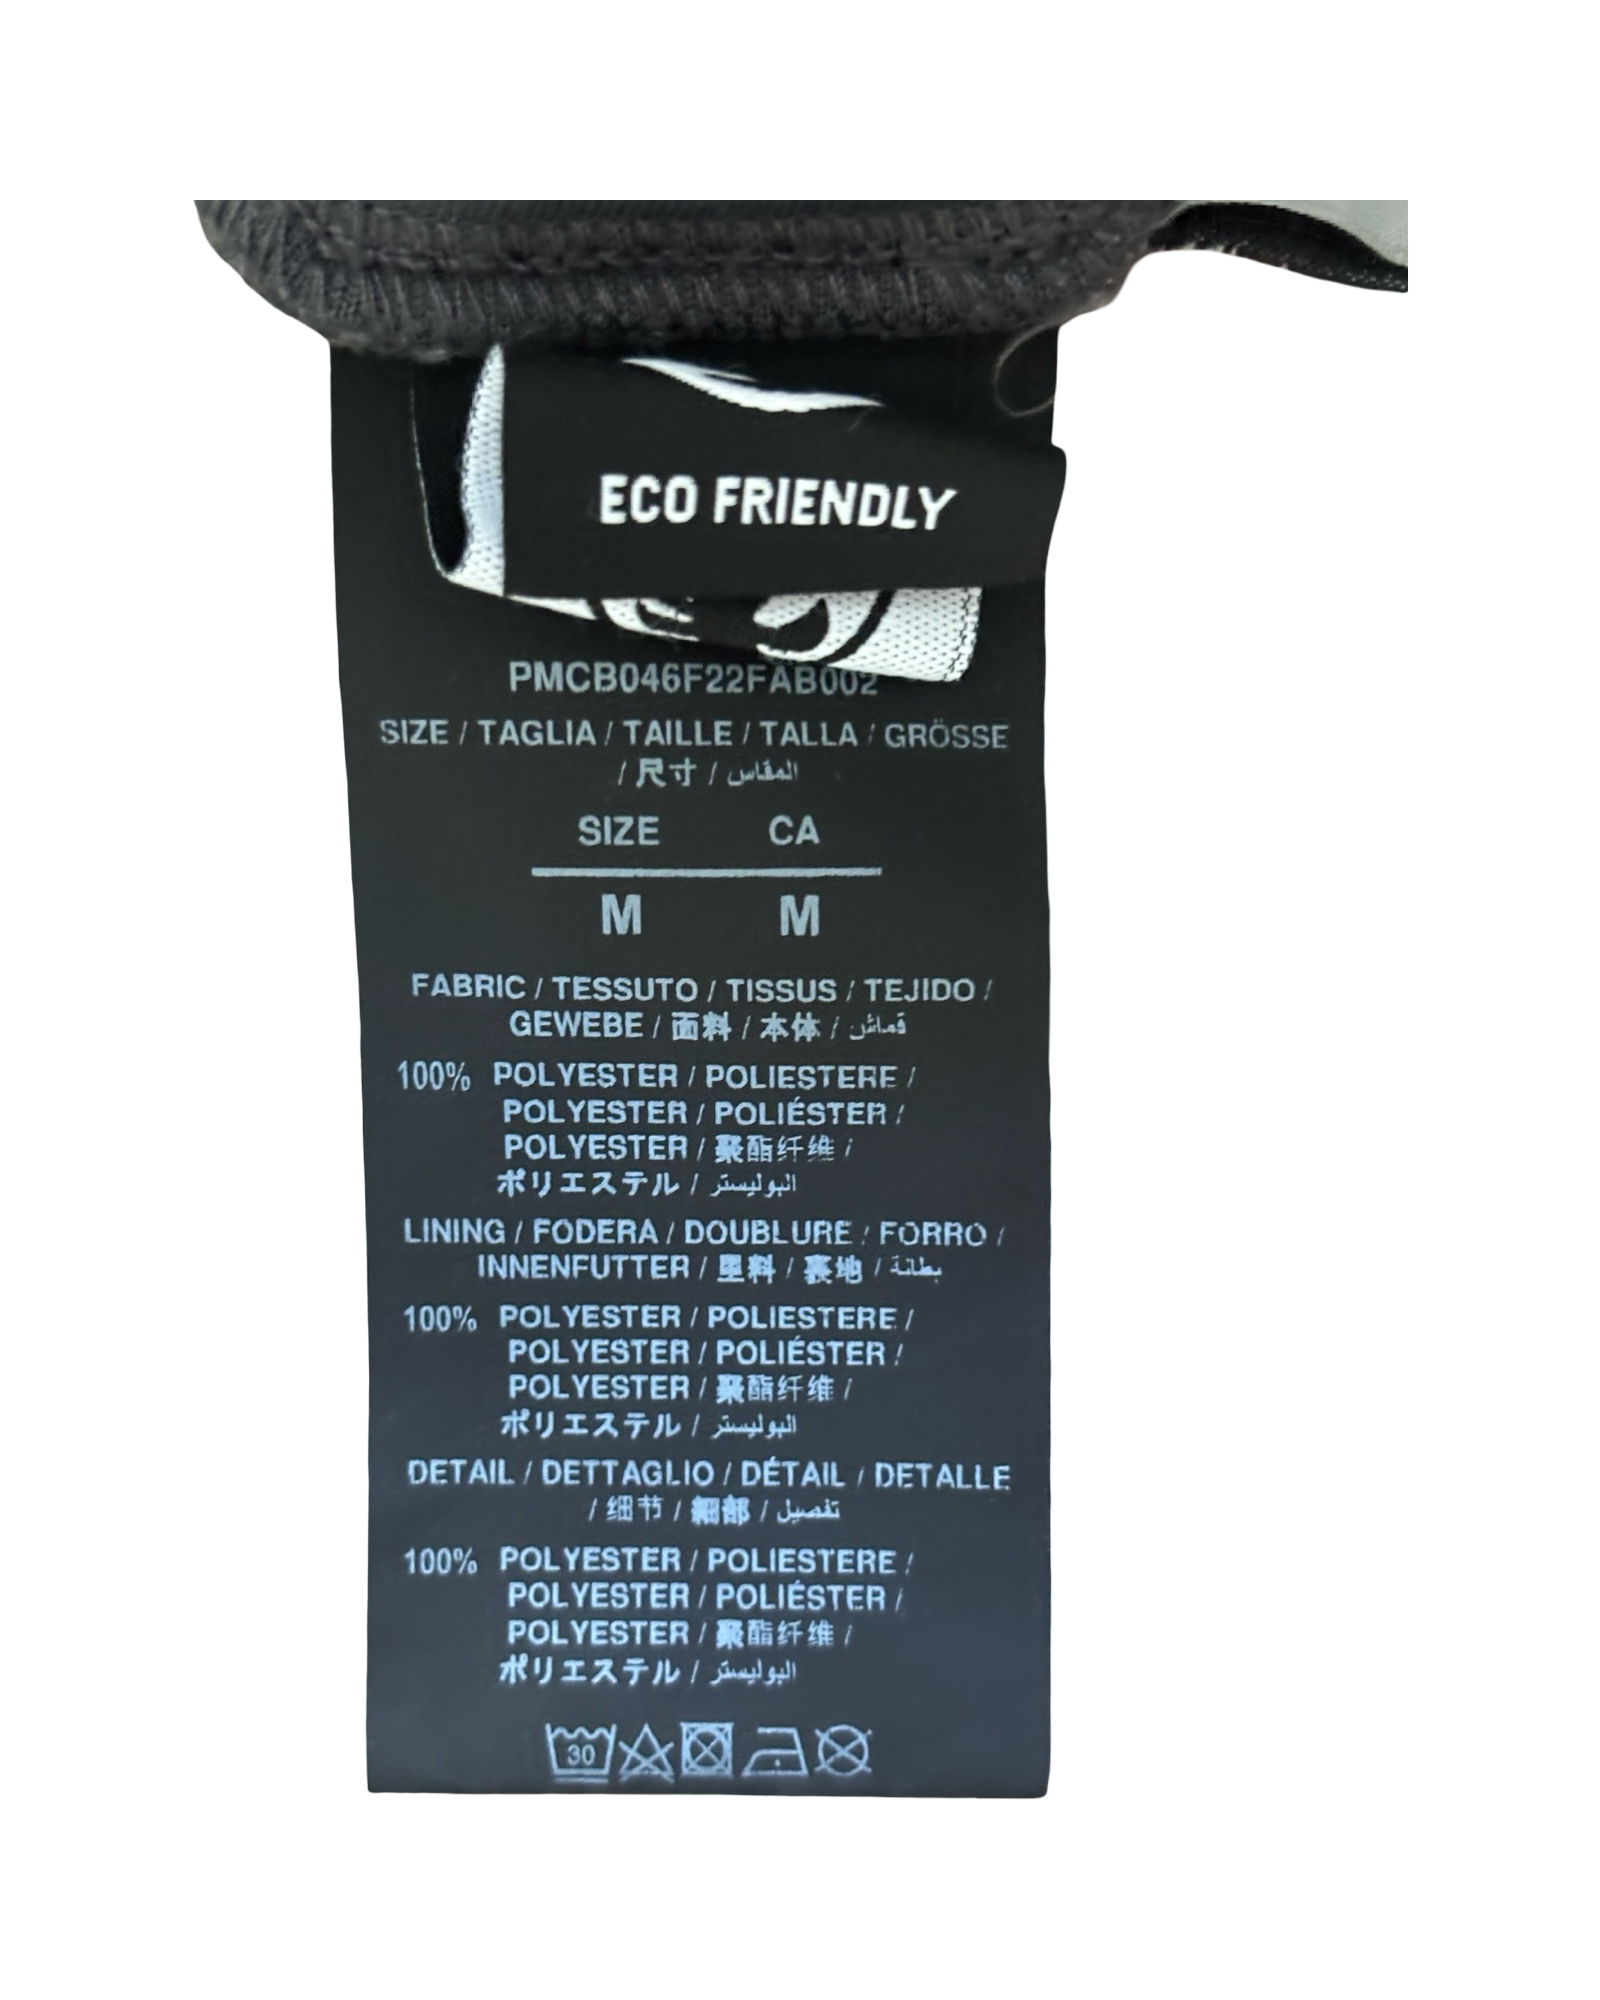 ECO FRIENDLY
PMCB046F22FAB002
SIZE / TAGLIA / TAILLE / TALLA / GRÖSSE
/ 尺寸 / المقاس
SIZE CA
M M
FABRIC / TESSUTO / TISSUS / TEJIDO /
GEWEBE / 面料 / 本体 / قماش
100% POLYESTER / POLIESTERE /
POLYESTER / POLIÉSTER /
POLYESTER / 聚酯纤维 /
ポリエステル / البوليستر
LINING / FODERA / DOUBLURE / FORRO /
INNENFUTTER / 里料 / 裏地 / بطانة
100% POLYESTER / POLIESTERE /
POLYESTER / POLIÉSTER /
POLYESTER / 聚酯纤维 /
ポリエステル / البوليستر
DETAIL / DETTAGLIO / DÉTAIL / DETALLE
/ 细节 / 細部 / تفصيل
100% POLYESTER / POLIESTERE /
POLYESTER / POLIÉSTER /
POLYESTER / 聚酯纤维 /
ポリエステル / البوليستر
30